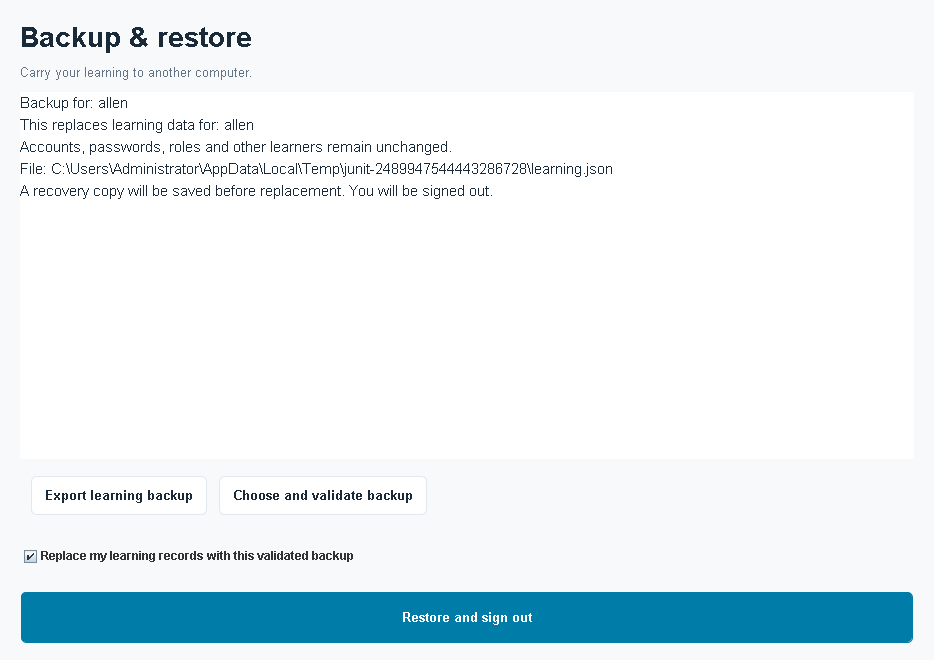 Backup & restore
Carry your learning to another computer.
Backup for: allen
This replaces learning data for: allen
Accounts, passwords, roles and other learners remain unchanged.
File: C:\Users\Administrator\AppData\Local\Temp\junit-2489947544443286728\learning.json
A recovery copy will be saved before replacement. You will be signed out.
Export learning backup
Choose and validate backup
Replace my learning records with this validated backup
Restore and sign out